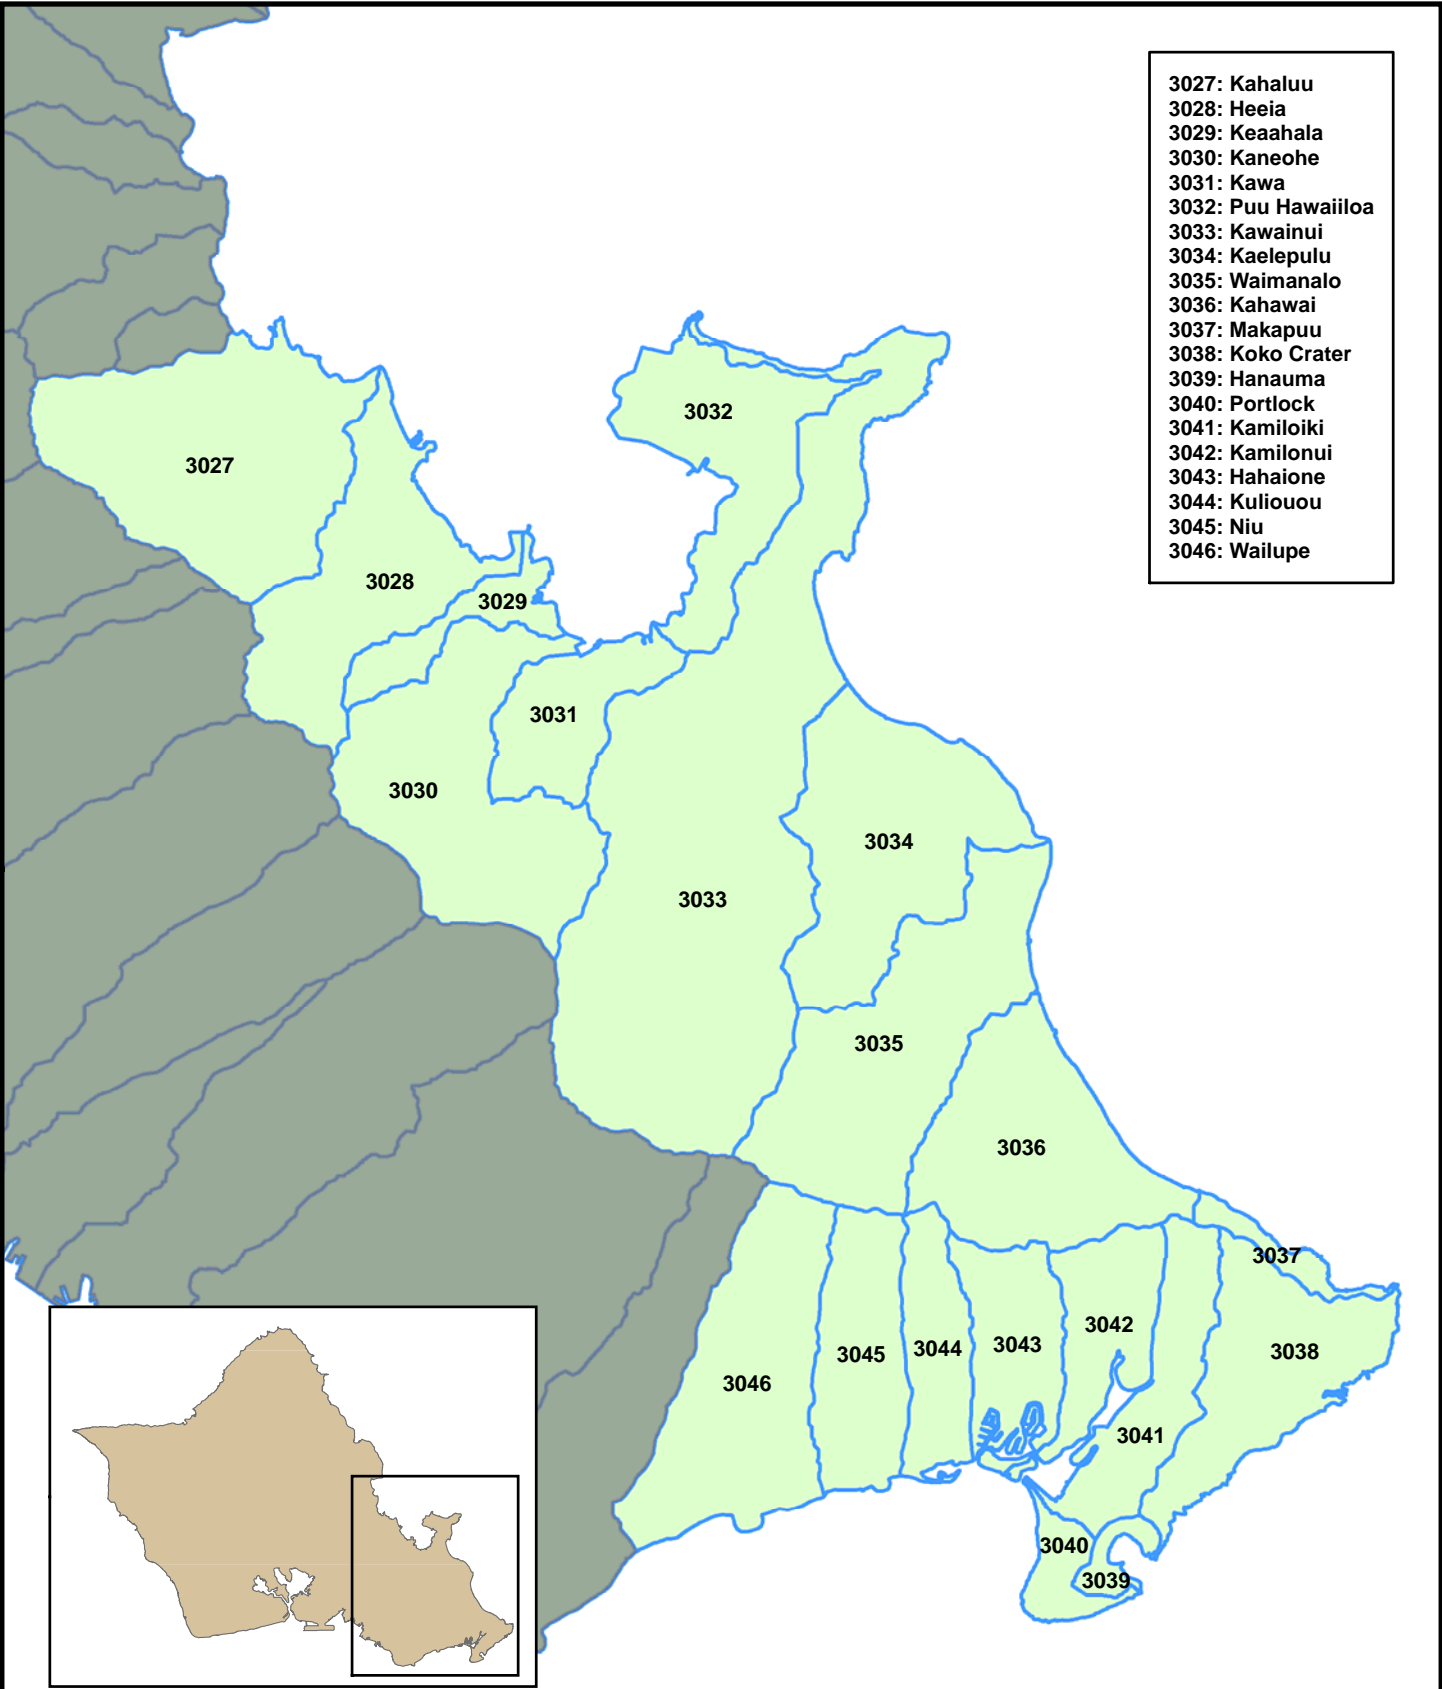 3027: Kahaluu
3028: Heeia
3029: Keaahala
3030: Kaneohe
3031: Kawa
3032: Puu Hawaiiloa
3033: Kawainui
3034: Kaelepulu
3035: Waimanalo
3036: Kahawai
3037: Makapuu
3038: Koko Crater
3039: Hanauma
3040: Portlock
3041: Kamiloiki
3042: Kamilonui
3043: Hahaione
3044: Kuliouou
3045: Niu
3046: Wailupe
3032
3027
3028
3029
3031
3030
3034
3033
3035
3036
3037
3042
3043
3044
3045
3038
3046
3041
3040
3039